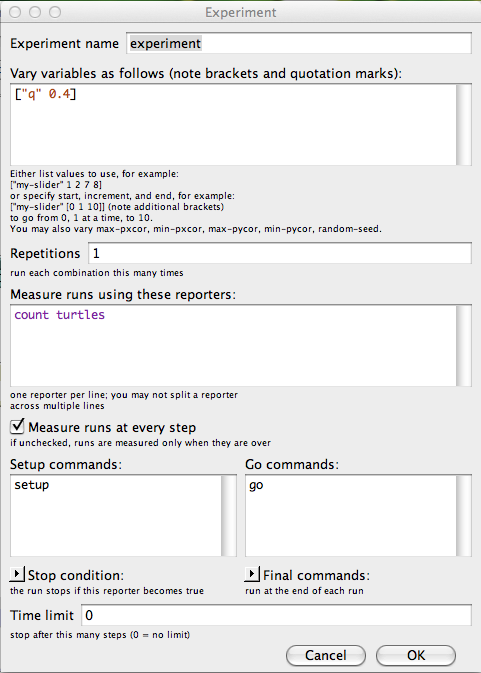 Experiment
Experiment name experiment
Vary variables as follows (note brackets and quotation marks):
["q" 0.4]
Either list values to use, for example:
["my-slider" 1 2 7 8]
or specify start, increment, and end, for example:
["my-slider" [0 1 10]] (note additional brackets)
to go from 0, 1 at a time, to 10.
You may also vary max-pxcor, min-pxcor, max-pycor, min-pycor, random-seed.
Repetitions 1
run each combination this many times
Measure runs using these reporters:
count turtles
one reporter per line; you may not split a reporter
across multiple lines
Measure runs at every step
if unchecked, runs are measured only when they are over
Setup commands: Go commands:
setup go
Stop condition: Final commands:
the run stops if this reporter becomes true run at the end of each run
Time limit 0
stop after this many steps (0 = no limit)
Cancel OK